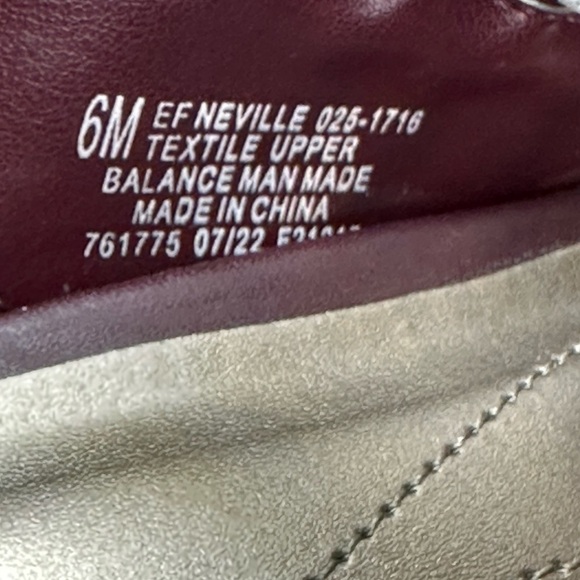 6M EF NEVILLE 025-1716
TEXTILE UPPER
BALANCE MAN MADE
MADE IN CHINA
761775 07/22